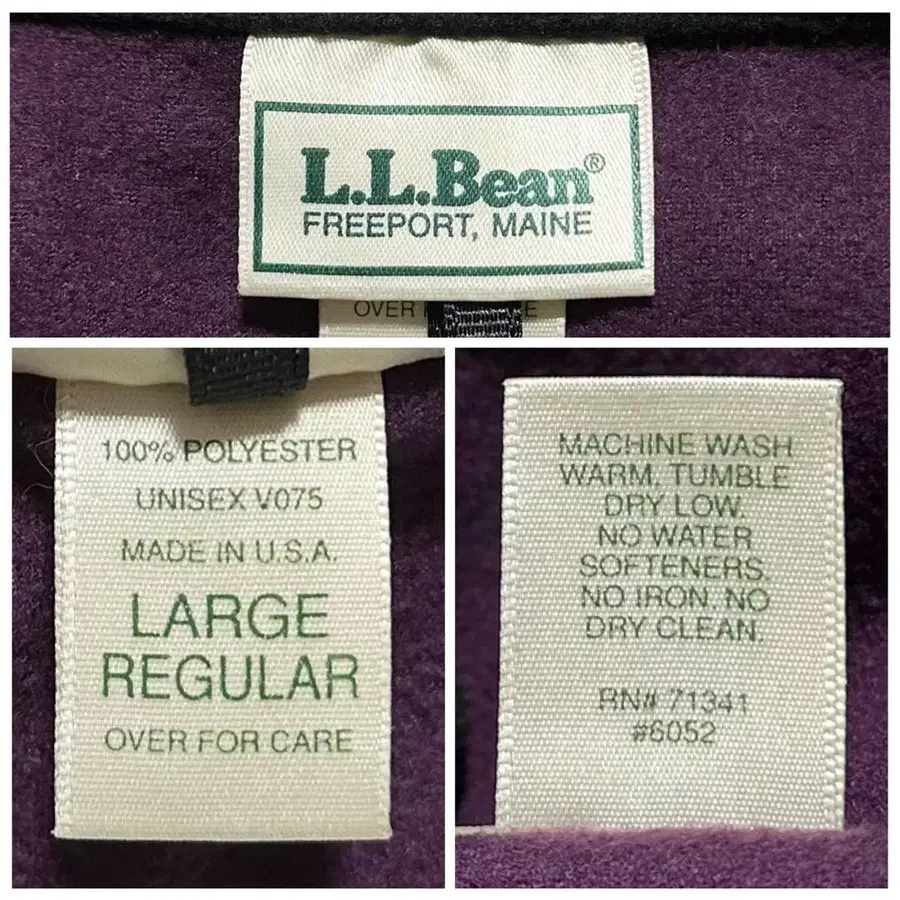 L.L.Bean®
FREEPORT, MAINE
OVER
100% POLYESTER
UNISEX V075
MADE IN U.S.A.
LARGE
REGULAR
OVER FOR CARE
MACHINE WASH
WARM, TUMBLE
DRY LOW.
NO WATER
SOFTENERS.
NO IRON. NO
DRY CLEAN.
RN# 71341
#6052